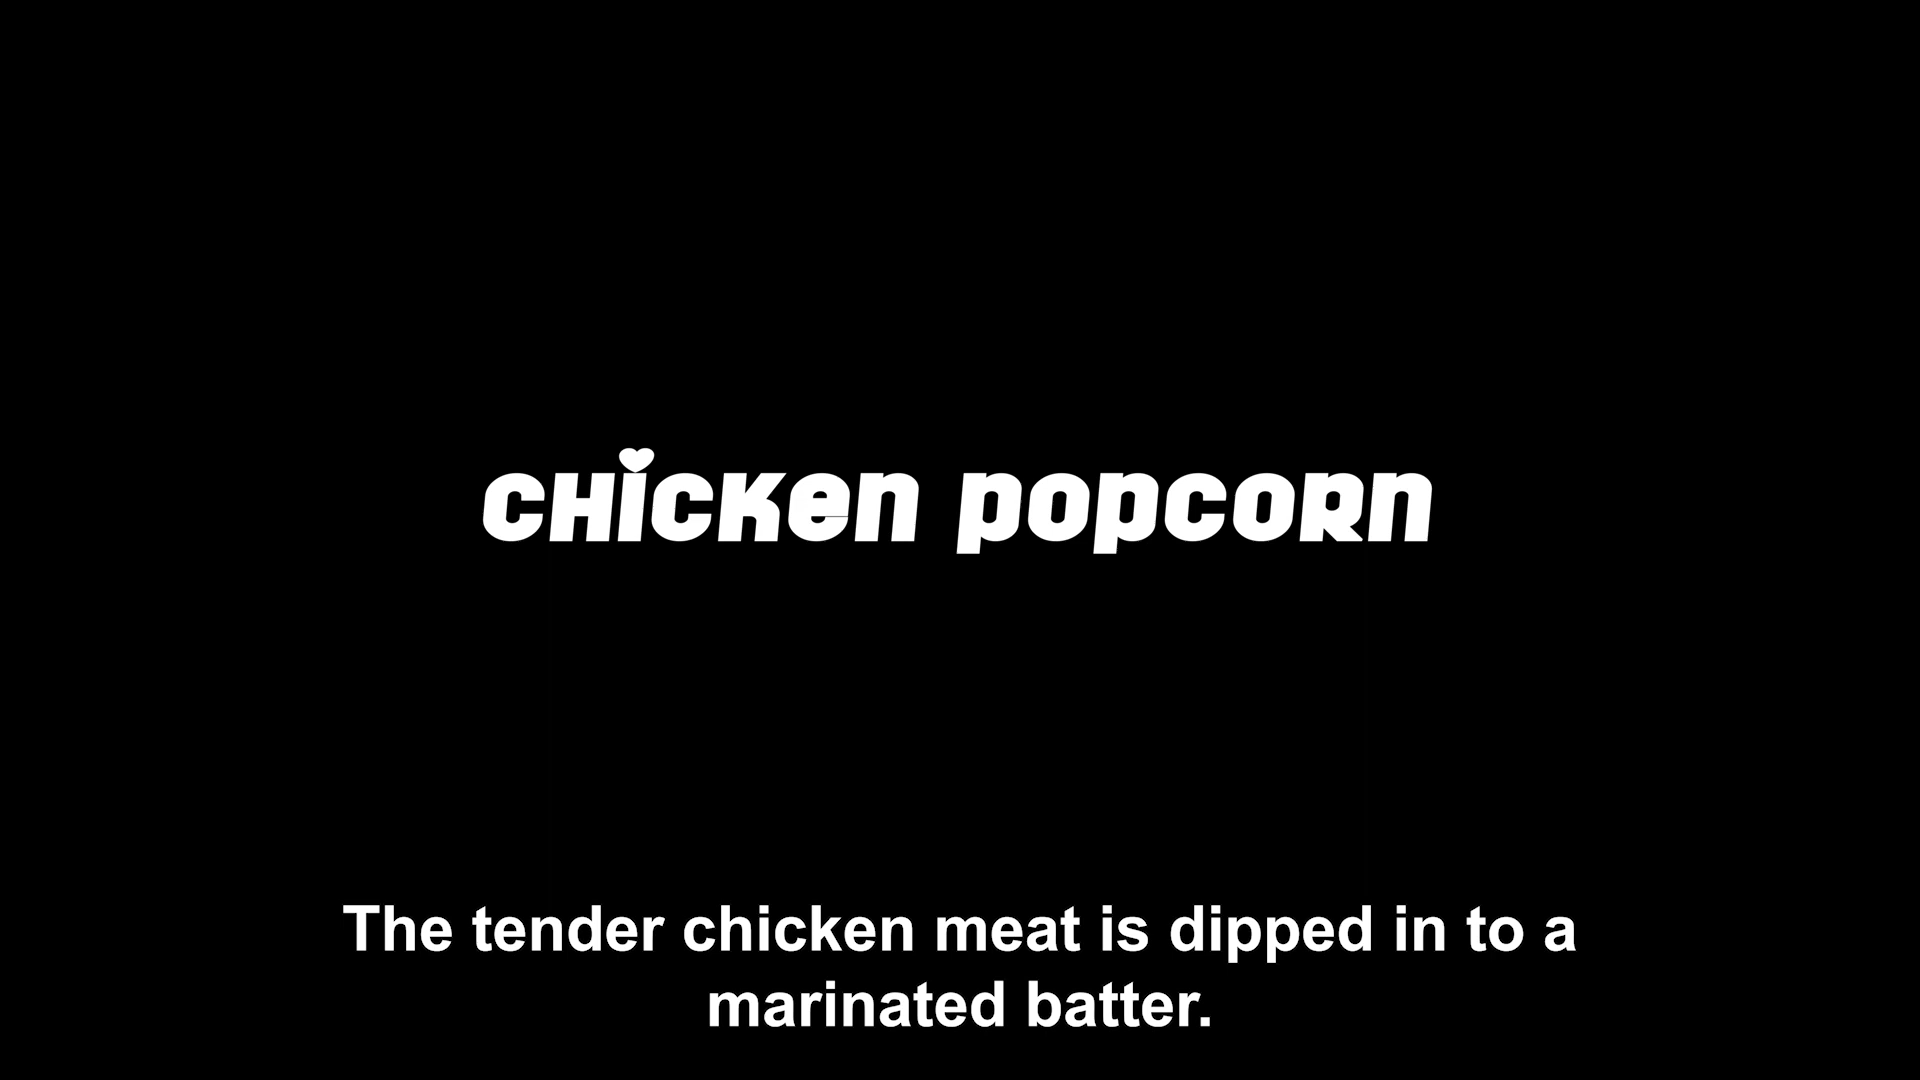 chicken popcorn
The tender chicken meat is dipped in to a
marinated batter.